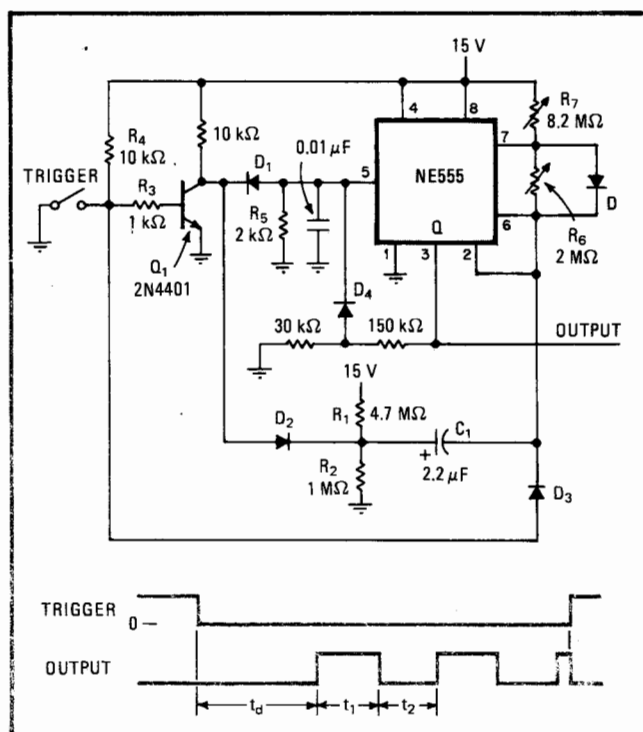 15 V
R4
10 kΩ
10 kΩ
TRIGGER
R3
1 kΩ
Q1
2N4401
D1
R5
2 kΩ
0.01 μF
4
8
5
7
6
NE555
Q
1
3
2
R7
8.2 MΩ
D
R6
2 MΩ
D4
30 kΩ
150 kΩ
OUTPUT
15 V
R1
4.7 MΩ
D2
R2
1 MΩ
C1
+
2.2 μF
D3
TRIGGER
0 —
OUTPUT
td
t1
t2